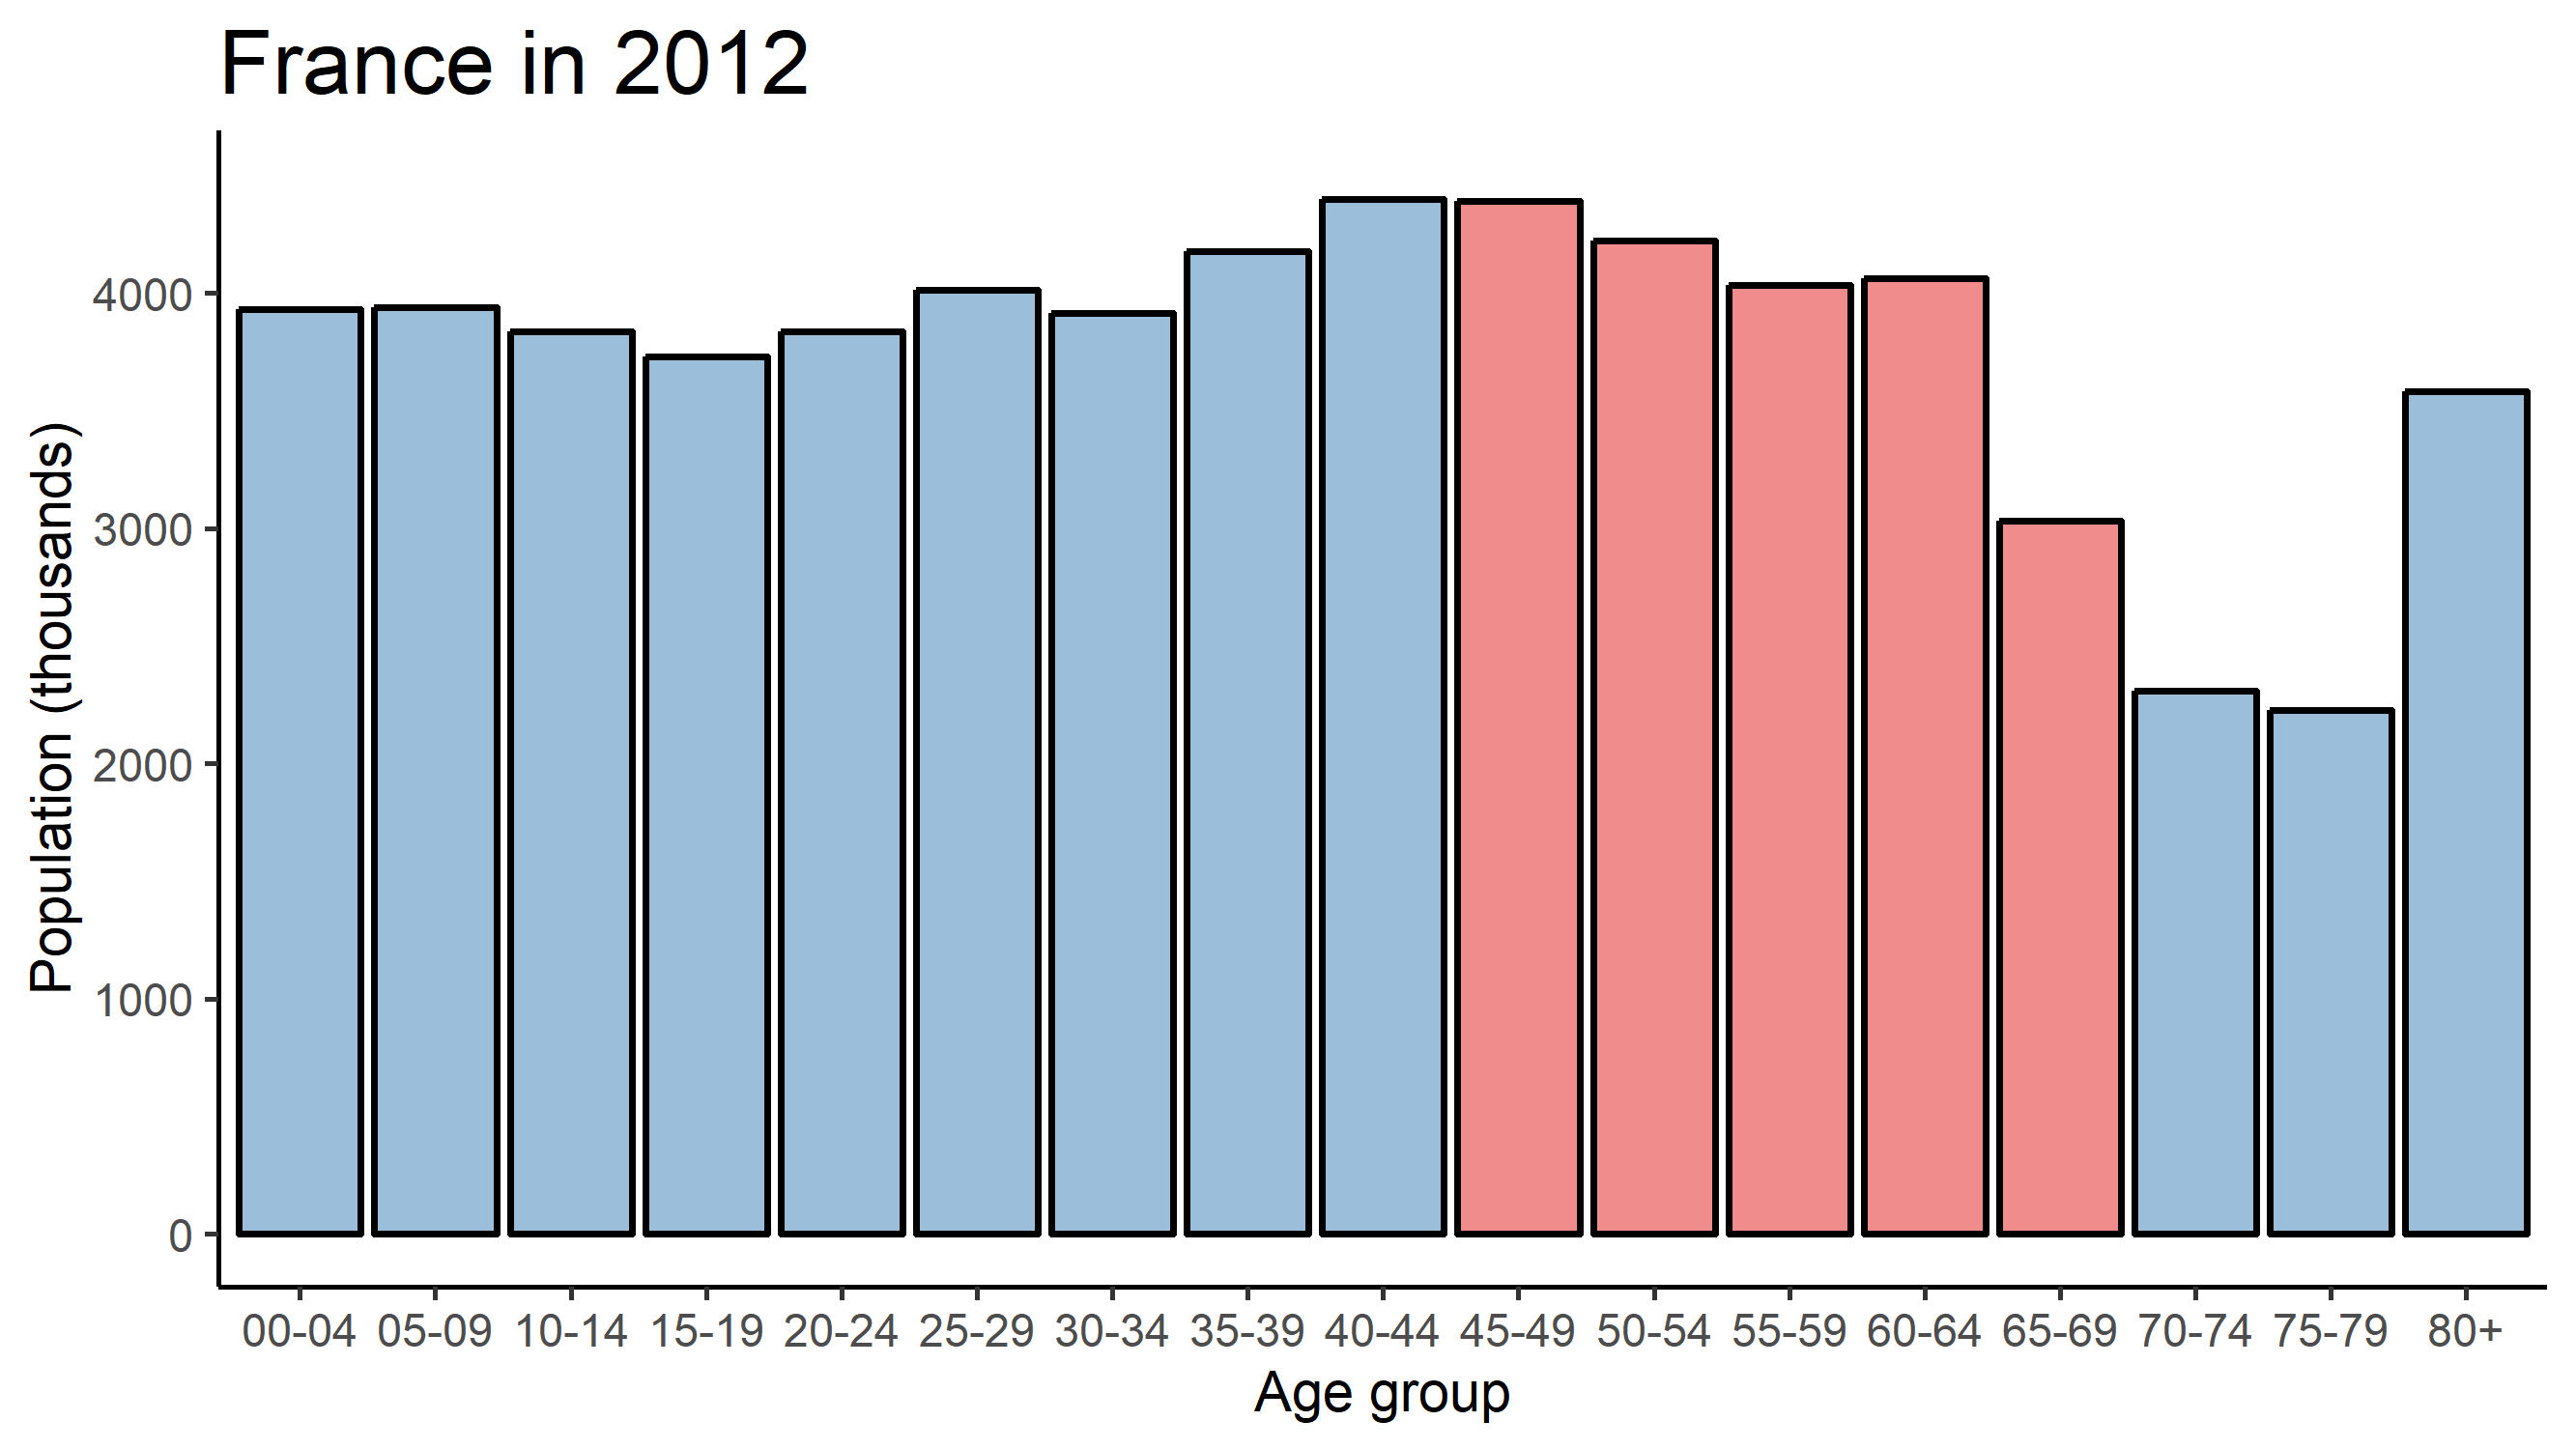 France in 2012
Population (thousands)
4000
3000
2000
1000
0
00-04 05-09 10-14 15-19 20-24 25-29 30-34 35-39 40-44 45-49 50-54 55-59 60-64 65-69 70-74 75-79 80+
Age group